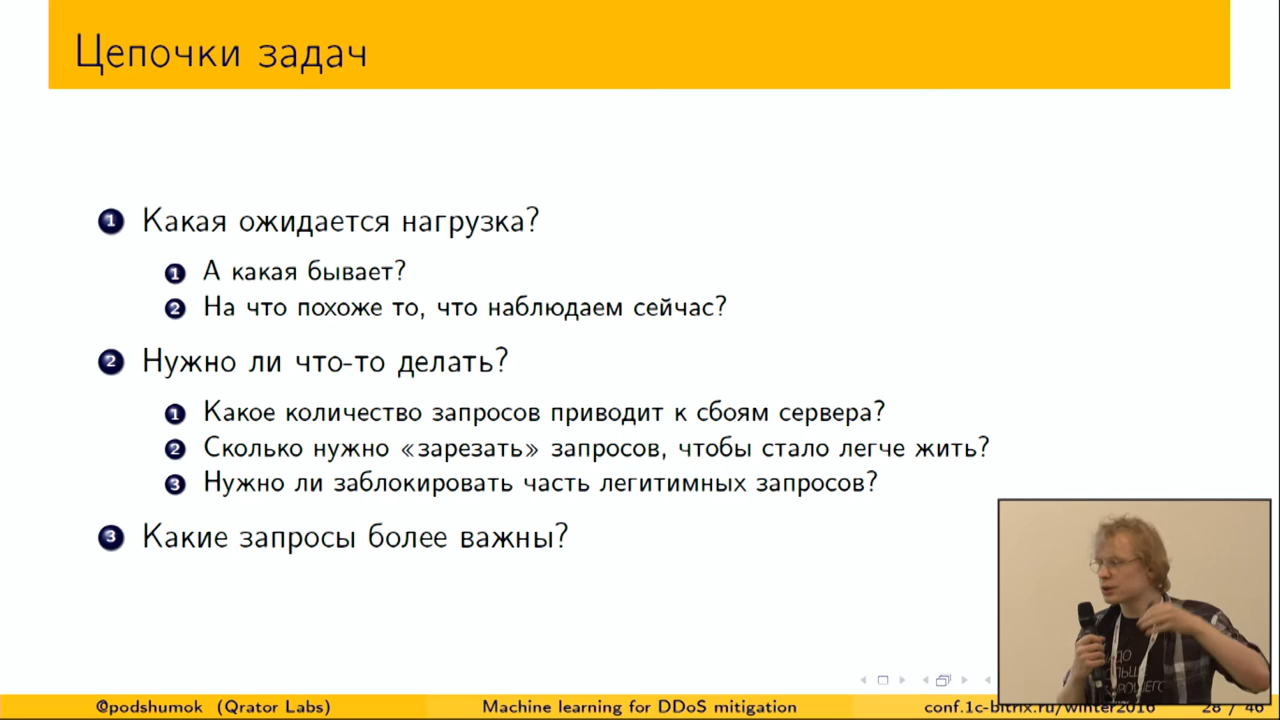 Цепочки задач
1 Какая ожидается нагрузка?
1 А какая бывает?
2 На что похоже то, что наблюдаем сейчас?
2 Нужно ли что-то делать?
1 Какое количество запросов приводит к сбоям сервера?
2 Сколько нужно «зарезать» запросов, чтобы стало легче жить?
3 Нужно ли заблокировать часть легитимных запросов?
3 Какие запросы более важны?
@podshumok (Qrator Labs) Machine learning for DDoS mitigation conf.1c-bitrix.ru/winter2016 28 / 46